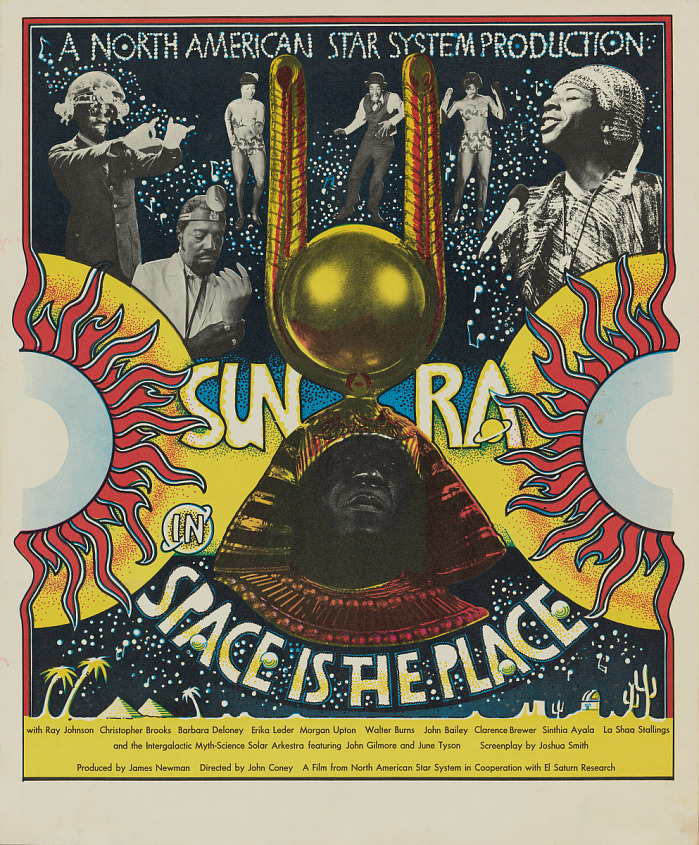 A NORTH AMERICAN STAR SYSTEM PRODUCTION
SUN RA
IN
SPACE IS THE PLACE
with Ray Johnson Christopher Brooks Barbara Deloney Erika Leder Morgan Upton Walter Burns John Bailey Clarence Brewer Sinthia Ayala La Shaa Stallings
and the Intergalactic Myth-Science Solar Arkestra featuring John Gilmore and June Tyson Screenplay by Joshua Smith
Produced by James Newman Directed by John Coney A Film from North American Star System in Cooperation with El Saturn Research